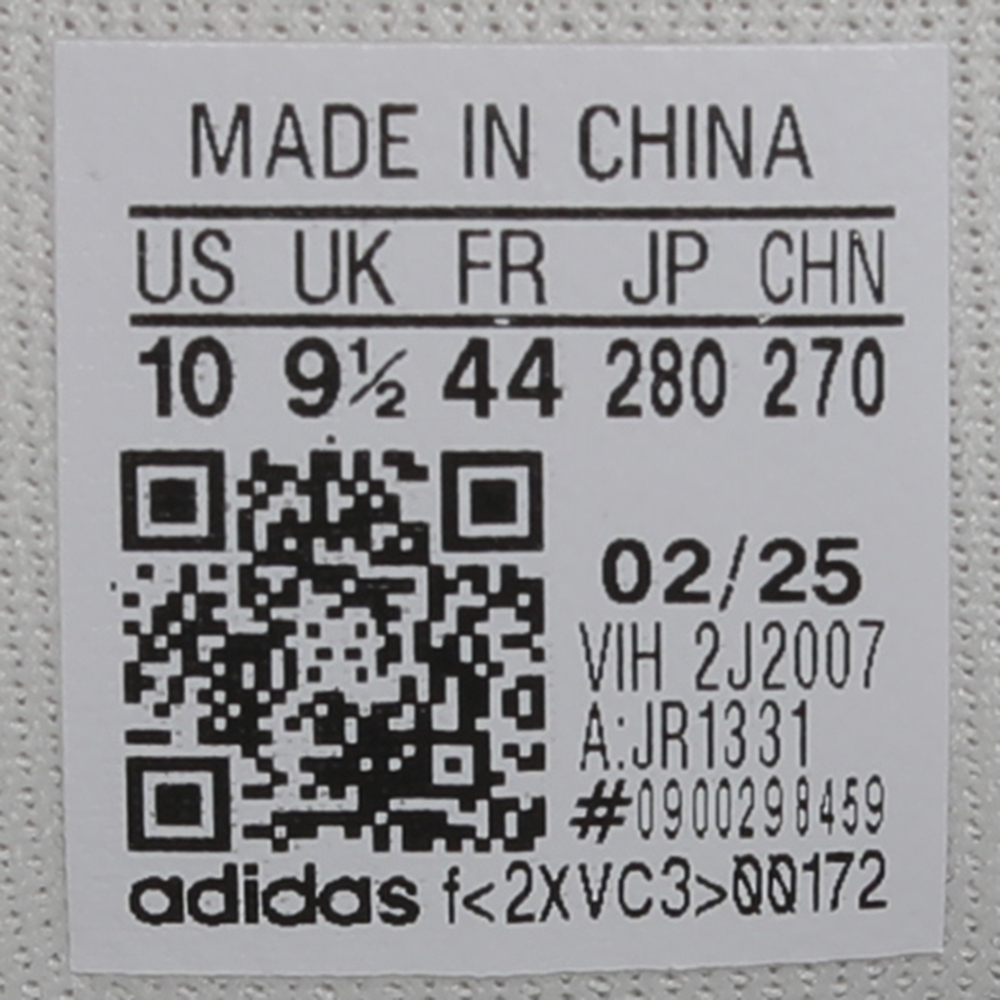 MADE IN CHINA
US UK FR JP CHN
10 9½ 44 280 270
02/25
VIH 2J2007
A:JR1331
#0900298459
adidas f<2XVC3>00172